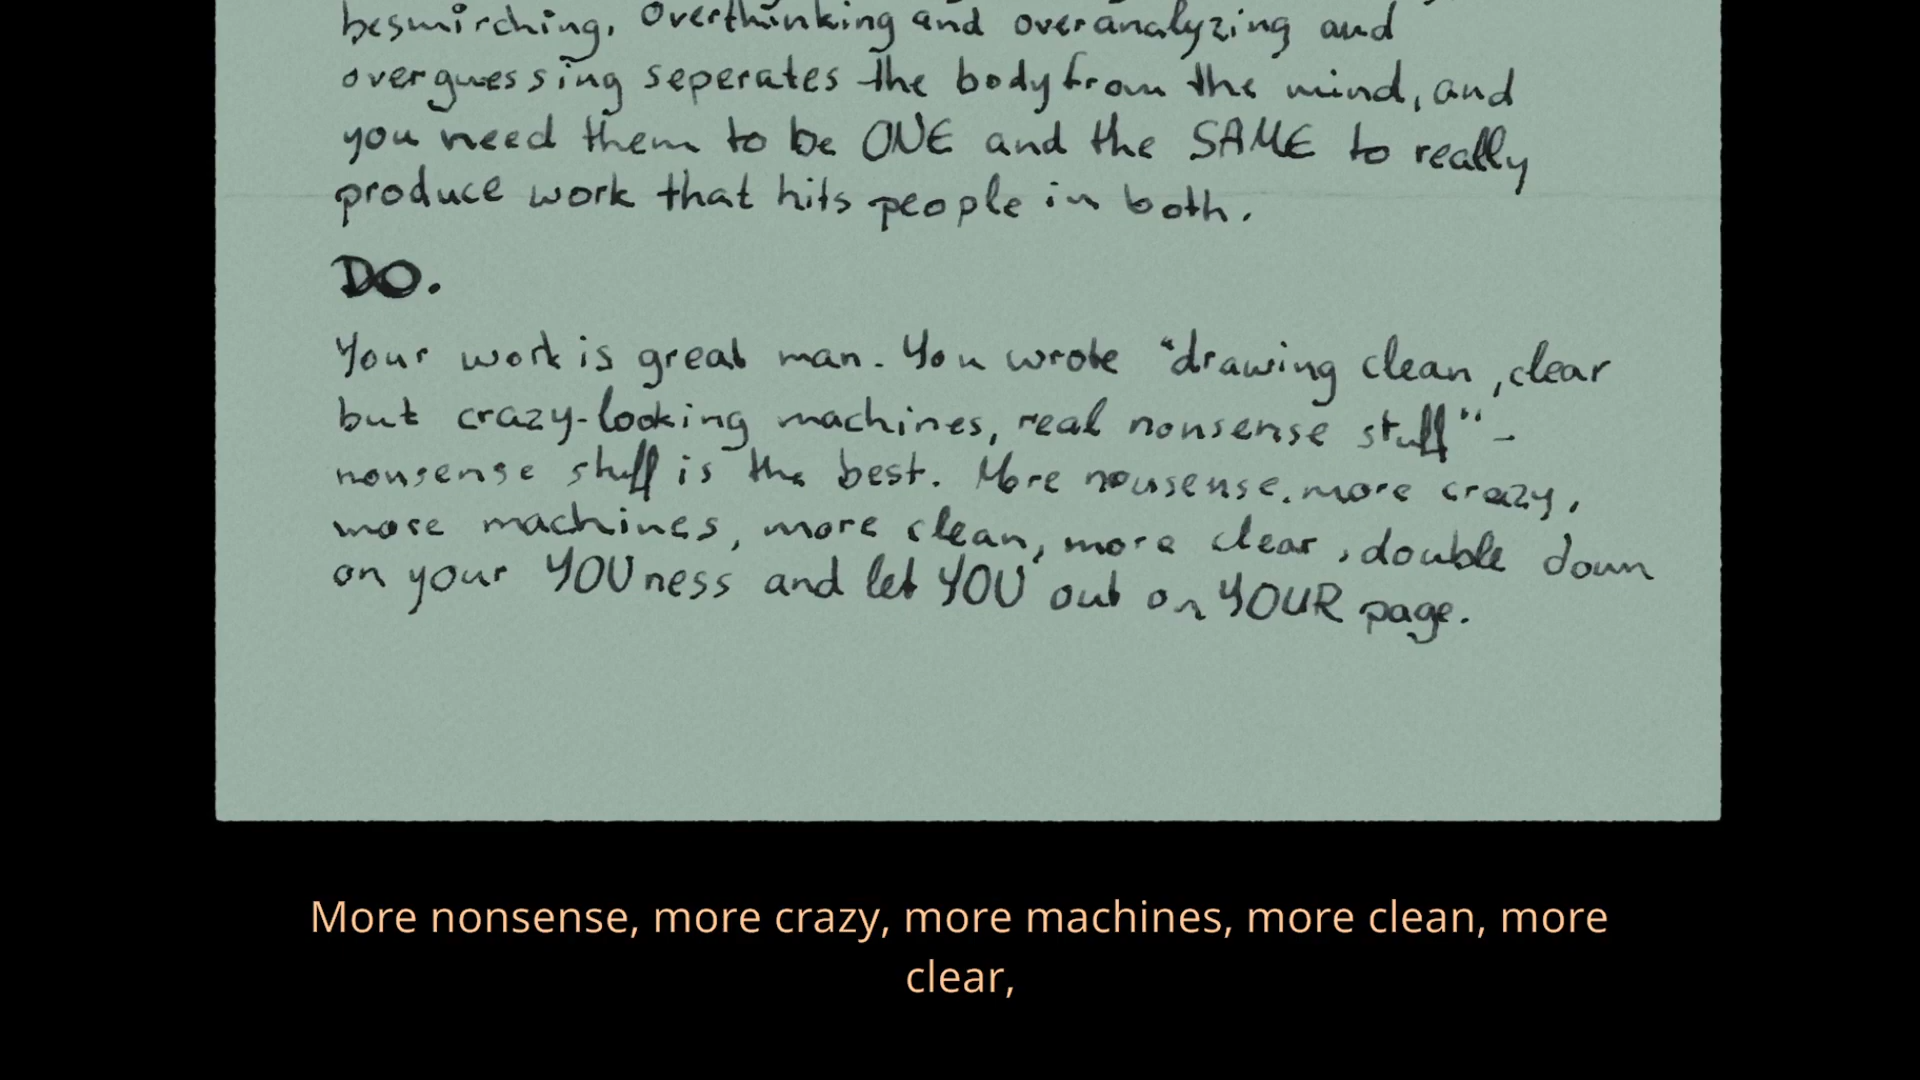 besmirching, Overthinking and overanalyzing and
overguessing seperates the body from the mind, and
you need them to be ONE and the SAME to really
produce work that hits people in both.
DO.
Your work is great man. You wrote "drawing clean, clear
but crazy-looking machines, real nonsense stuff" -
nonsense stuff is the best. More nousense. more crazy,
more machines, more clean, more clear, double down
on your YOUness and let YOU out on YOUR page.
More nonsense, more crazy, more machines, more clean, more
clear,